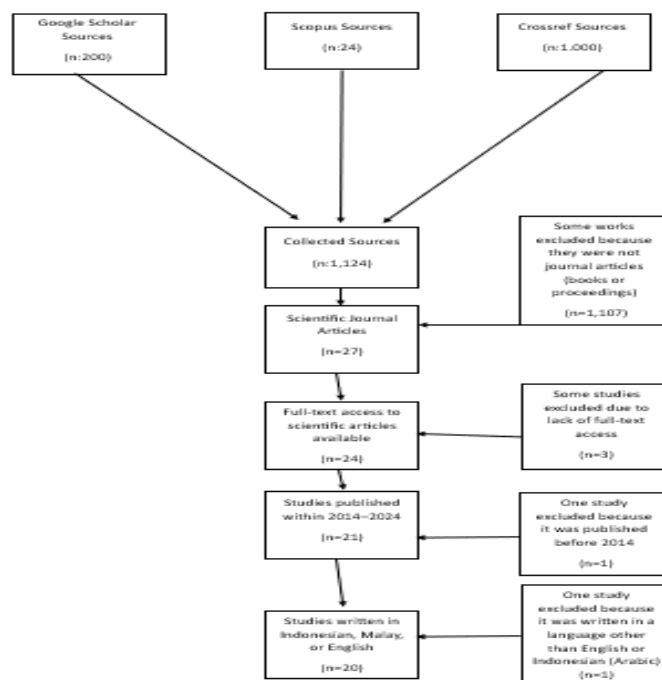 Google Scholar
Sources
(n:200)
Scopus Sources
(n:24)
Crossref Sources
(n:1.000)
Collected Sources
(n:1,124)
Some works
excluded because
they were not
journal articles
(books or
proceedings)
(n=1,107)
Scientific Journal
Articles
(n=27)
Full-text access to
scientific articles
available
(n=24)
Some studies
excluded due to
lack of full-text
access
(n=3)
Studies published
within 2014–2024
(n=21)
One study
excluded because
it was published
before 2014
(n=1)
Studies written in
Indonesian, Malay,
or English
(n=20)
One study
excluded because
it was written in a
language other
than English or
Indonesian (Arabic)
(n=1)